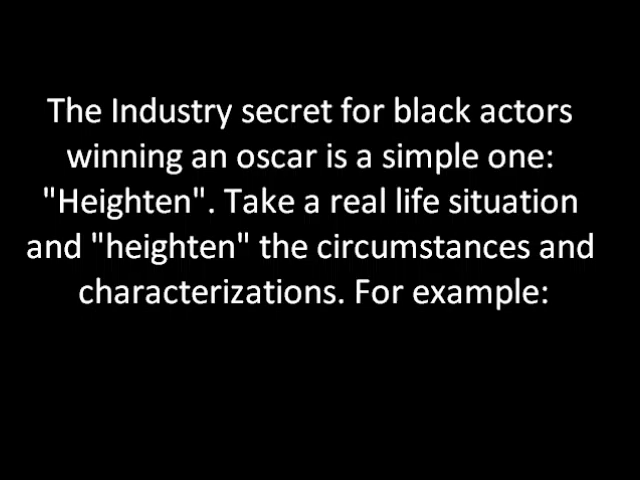 The Industry secret for black actors
winning an oscar is a simple one:
"Heighten". Take a real life situation
and "heighten" the circumstances and
characterizations. For example: